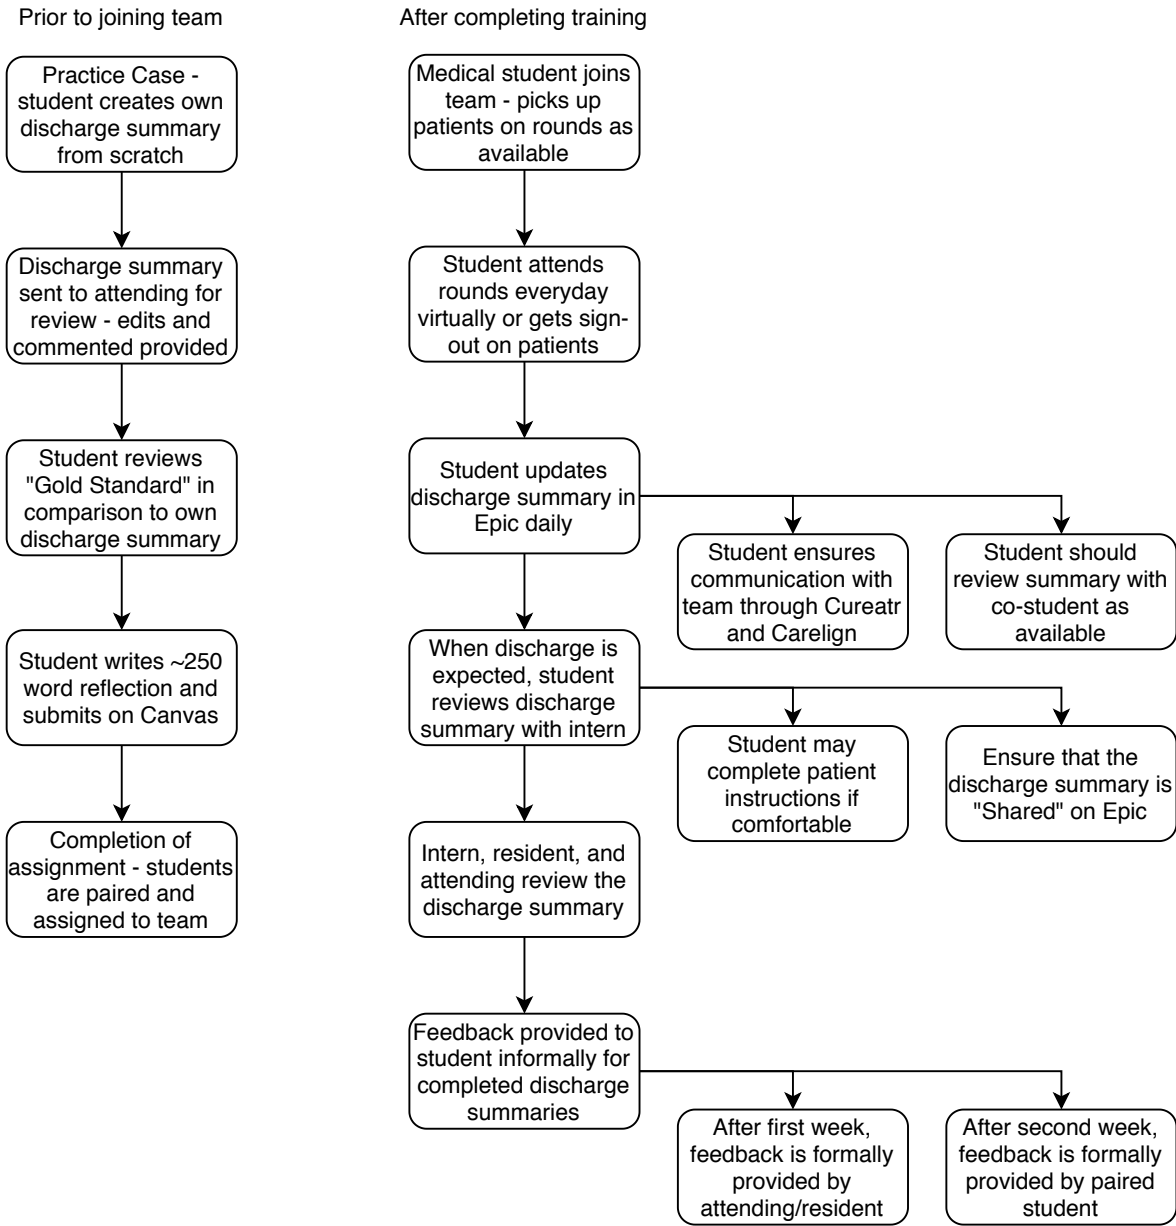 Prior to joining team
Practice Case -
student creates own
discharge summary
from scratch
Discharge summary
sent to attending for
review - edits and
commented provided
Student reviews
"Gold Standard" in
comparison to own
discharge summary
Student writes ~250
word reflection and
submits on Canvas
Completion of
assignment - students
are paired and
assigned to team
After completing training
Medical student joins
team - picks up
patients on rounds as
available
Student attends
rounds everyday
virtually or gets sign-
out on patients
Student updates
discharge summary in
Epic daily
Student ensures
communication with
team through Cureatr
and Carelign
Student should
review summary with
co-student as
available
When discharge is
expected, student
reviews discharge
summary with intern
Student may
complete patient
instructions if
comfortable
Ensure that the
discharge summary is
"Shared" on Epic
Intern, resident, and
attending review the
discharge summary
Feedback provided to
student informally for
completed discharge
summaries
After first week,
feedback is formally
provided by
attending/resident
After second week,
feedback is formally
provided by paired
student